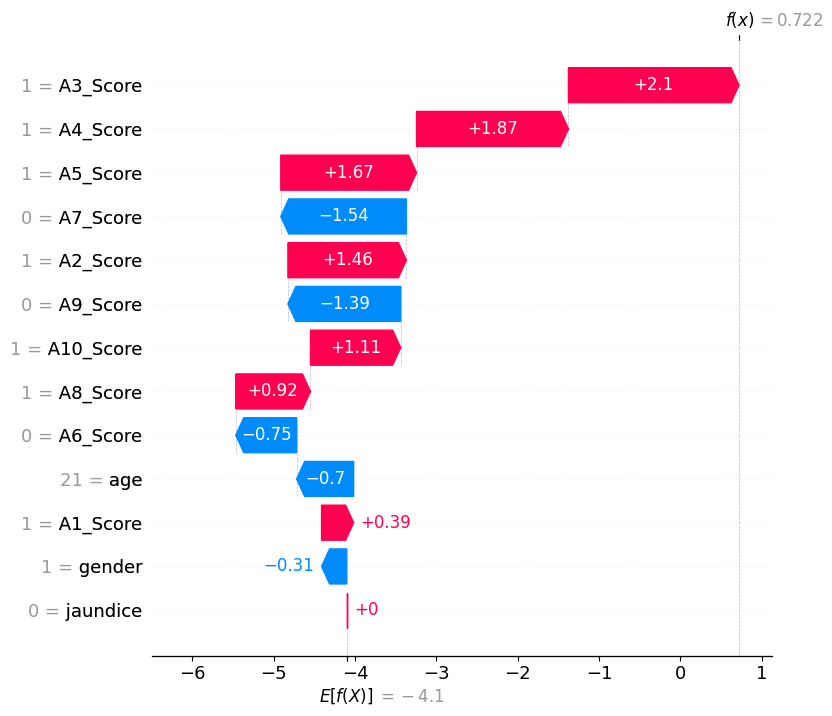 f(x) = 0.722
1 = A3_Score +2.1
1 = A4_Score +1.87
1 = A5_Score +1.67
0 = A7_Score −1.54
1 = A2_Score +1.46
0 = A9_Score −1.39
1 = A10_Score +1.11
1 = A8_Score +0.92
0 = A6_Score −0.75
21 = age −0.7
1 = A1_Score +0.39
1 = gender −0.31
0 = jaundice +0
−6 −5 −4 −3 −2 −1 0 1
E[f(X)] = −4.1